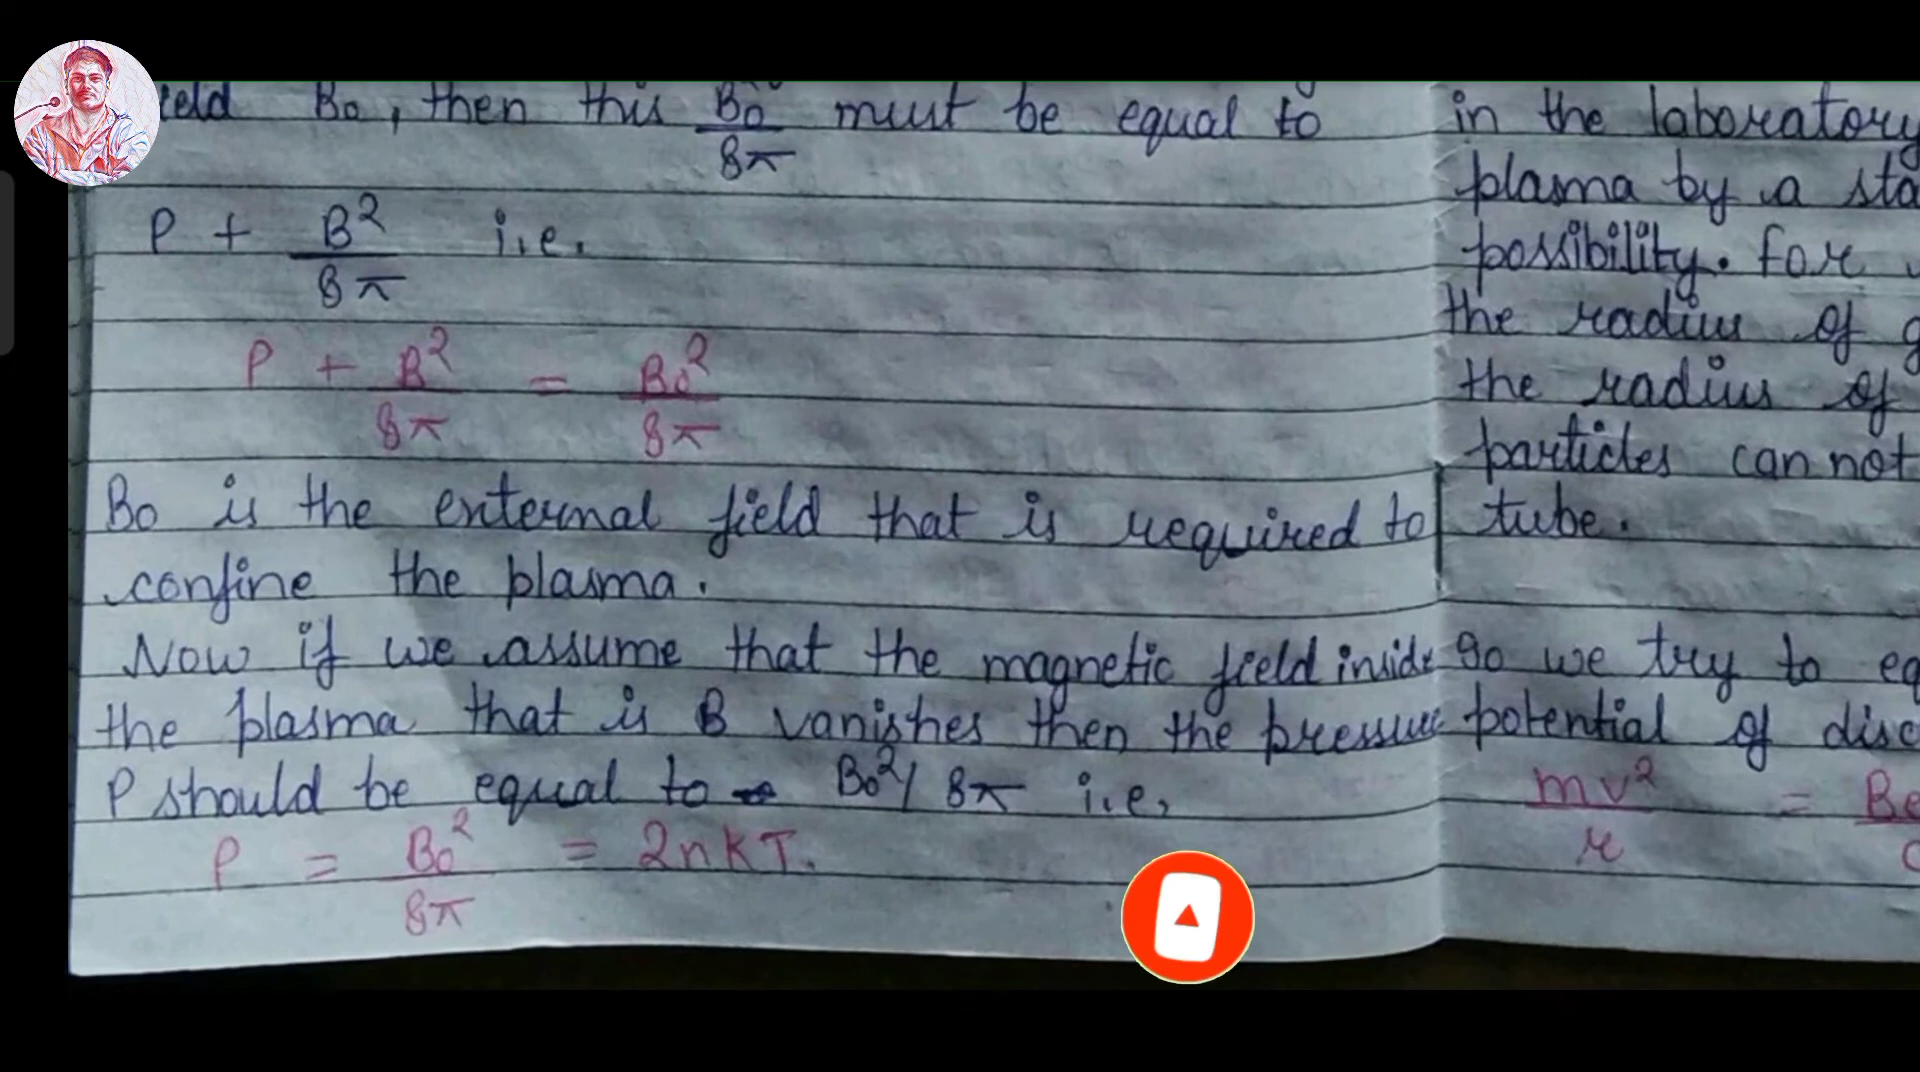 ield B₀, then this B₀²/8π must be equal to
P + B²/8π i.e.
P + B²/8π = B₀²/8π
B₀ is the external field that is required to
confine the plasma.
Now if we assume that the magnetic field inside
the plasma that is B vanishes then the pressure
P should be equal to B₀²/8π i.e,
P = B₀²/8π = 2nKT.
in the laboratory
plasma by a sta
possibility. For
the radius of g
the radius of
particles can not
tube.
So we try to eq
potential of disc
mv²/r = Be